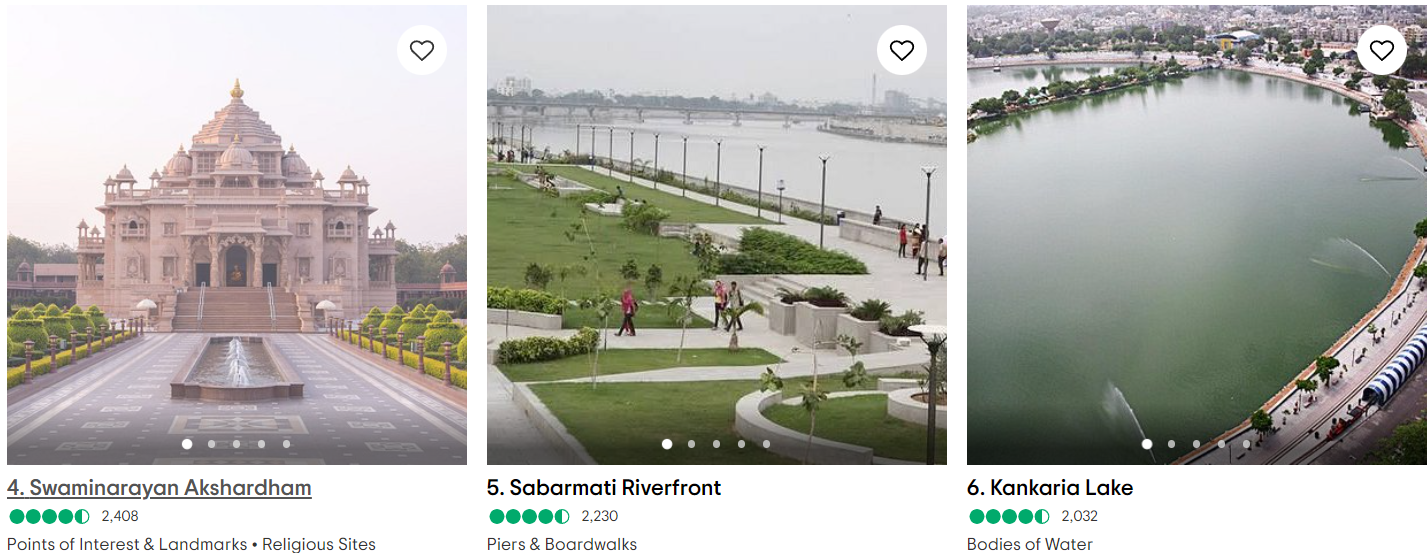 4. Swaminarayan Akshardham
2,408
Points of Interest & Landmarks • Religious Sites
5. Sabarmati Riverfront
2,230
Piers & Boardwalks
6. Kankaria Lake
2,032
Bodies of Water